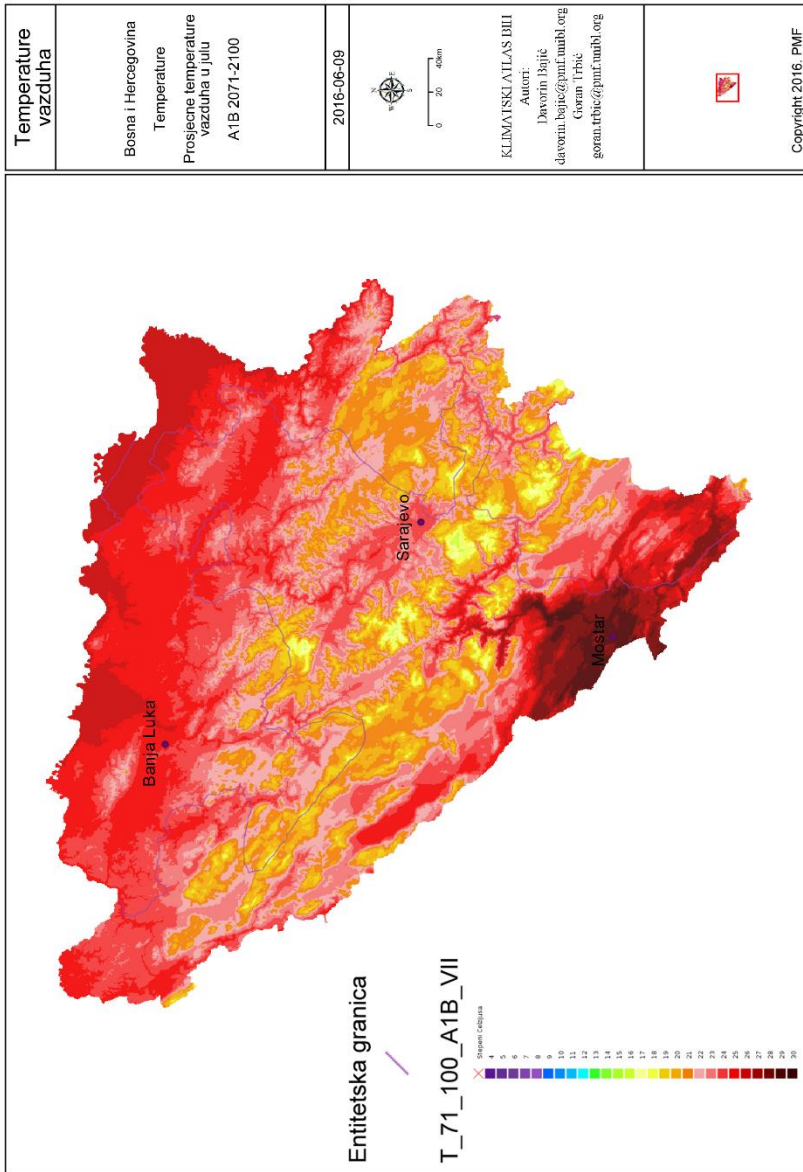 Temperature
vazduha
Bosna i Hercegovina
Temperature
Prosjecne temperature
vazduha u julu
A1B 2071-2100
2016-06-09
N
E
S
0 20 40km
KLIMATSKI ATLAS BIH
Autori:
Davorin Bajić
davorin.bajic@pmf.unibl.org
Goran Trbić
goran.trbic@pmf.unibl.org
Copyright 2016. PMF
Banja Luka
Sarajevo
Mostar
Entitetska granica
T_71_100_A1B_VII
Stepeni Celzijusa
4
5
6
7
8
9
10
11
12
13
14
15
16
17
18
19
20
21
22
23
24
25
26
27
28
29
30